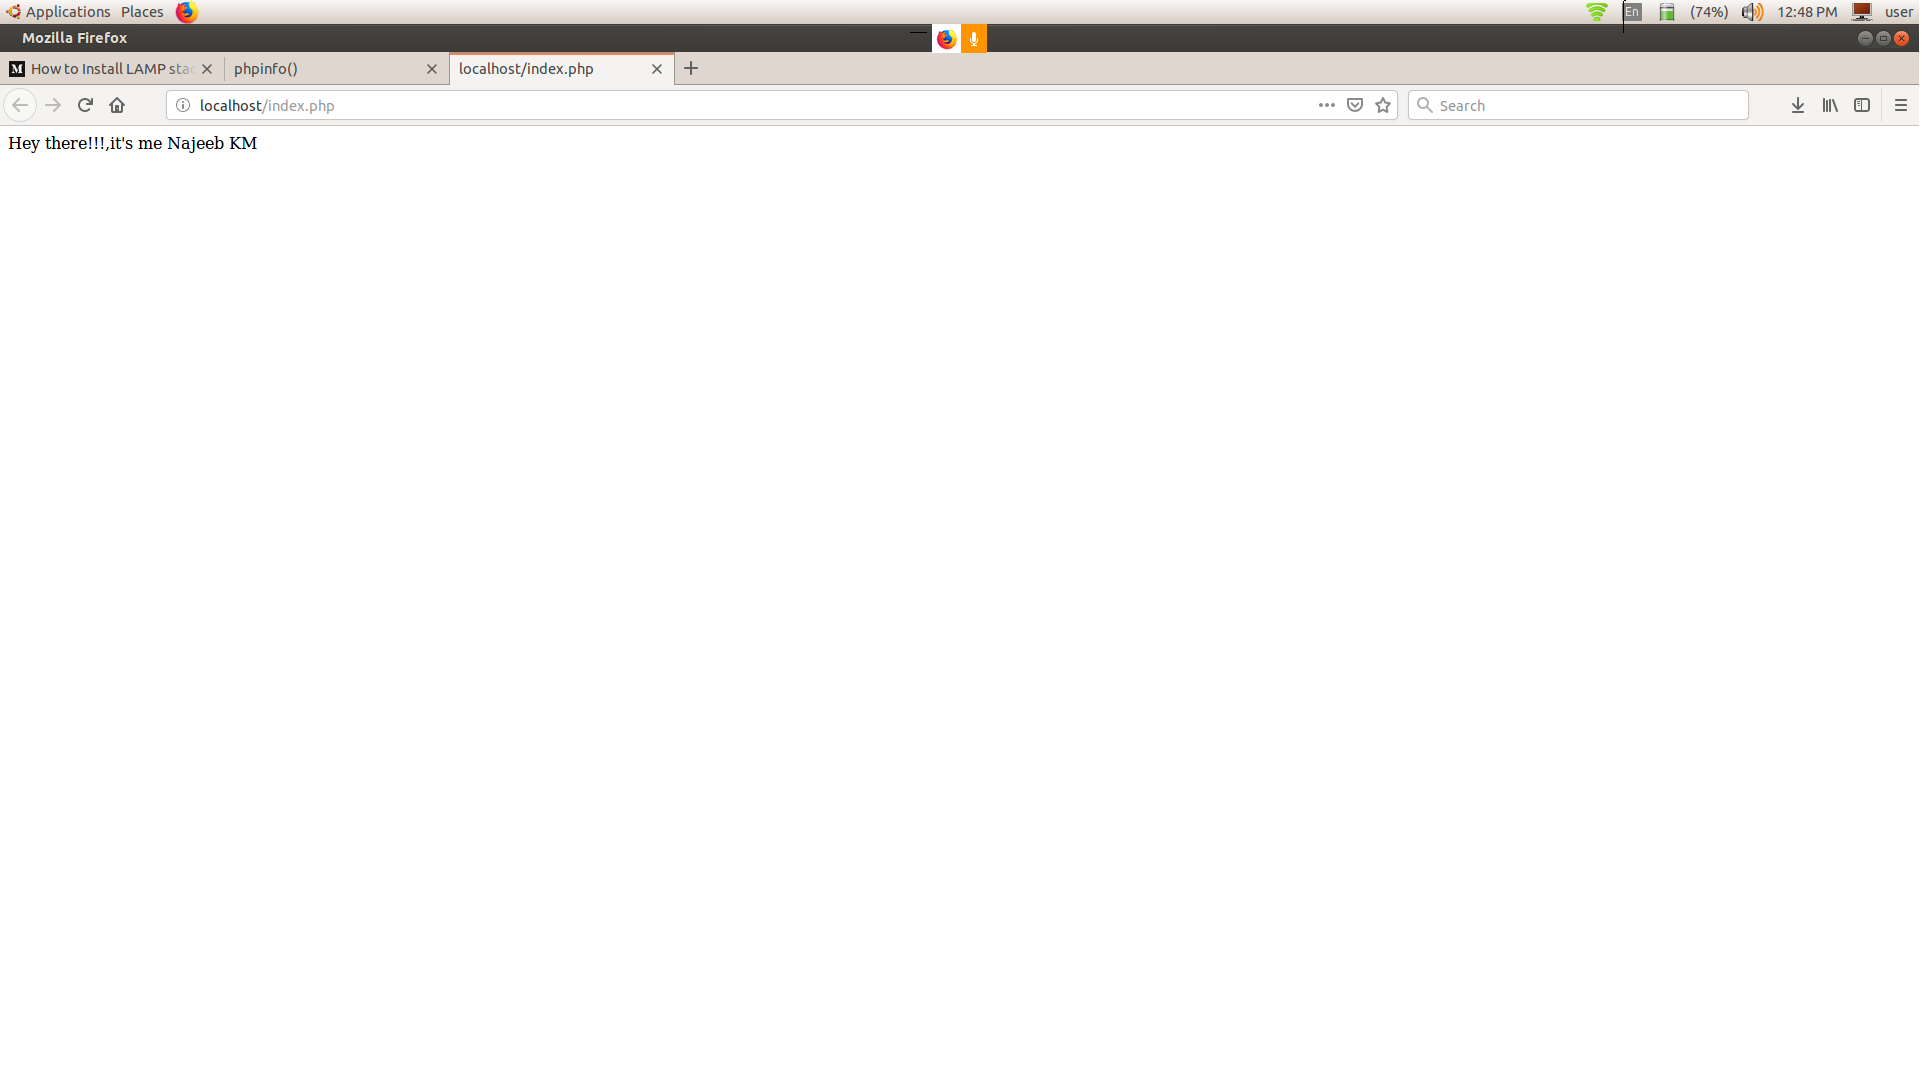 Applications Places En (74%) 12:48 PM user
Mozilla Firefox
M How to Install LAMP stac phpinfo() localhost/index.php
localhost/index.php Search
Hey there!!!,it's me Najeeb KM